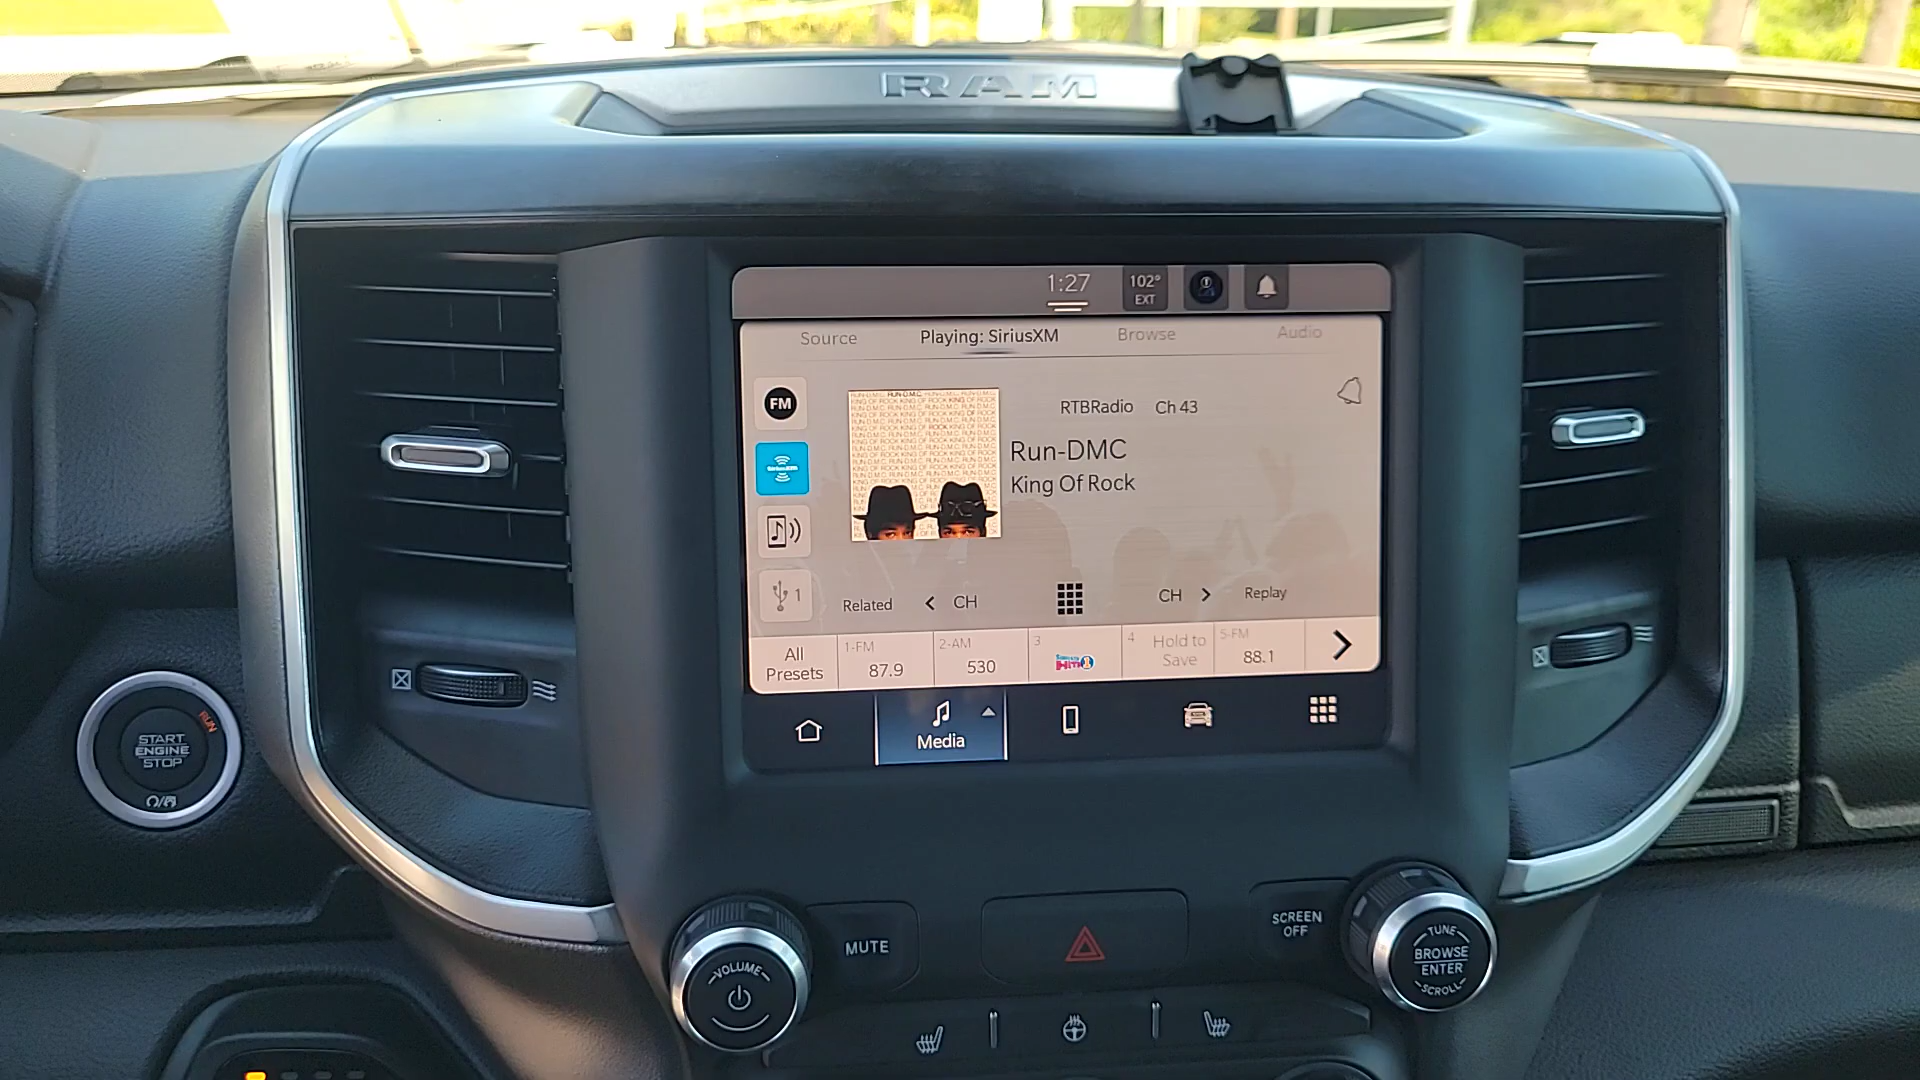 RAM
1:27
102°
EXT
Source
Playing: SiriusXM
Browse
Audio
FM
SiriusXM
RTBRadio Ch 43
Run-DMC
King Of Rock
1
Related
CH
CH
Replay
All
Presets
1-FM
87.9
2-AM
530
3
4
Hold to
Save
5-FM
88.1
Media
RUN
START
ENGINE
STOP
VOLUME
MUTE
SCREEN
OFF
TUNE
BROWSE
ENTER
SCROLL